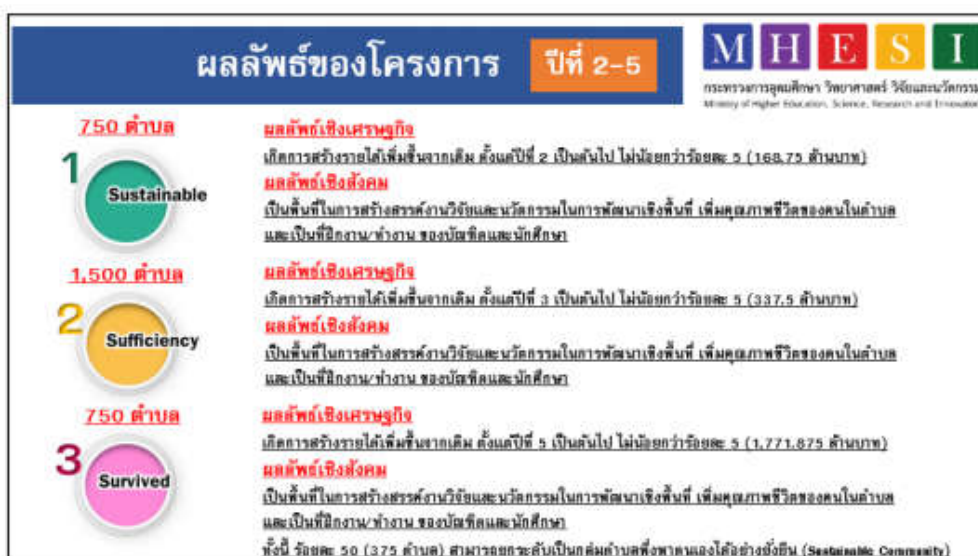 ผลลัพธ์ของโครงการ ปีที่ 2-5
M H E S I
กระทรวงการอุดมศึกษา วิทยาศาสตร์ วิจัยและนวัตกรรม
Ministry of Higher Education, Science, Research and Innovation
750 ตำบล
1
Sustainable
ผลลัพธ์เชิงเศรษฐกิจ
เกิดการสร้างรายได้เพิ่มขึ้นจากเดิม ตั้งแต่ปีที่ 2 เป็นต้นไป ไม่น้อยกว่าร้อยละ 5 (168.75 ล้านบาท)
ผลลัพธ์เชิงสังคม
เป็นพื้นที่ในการสร้างสรรค์งานวิจัยและนวัตกรรมในการพัฒนาเชิงพื้นที่ เพิ่มคุณภาพชีวิตของคนในตำบล
และเป็นที่ฝึกงาน/ทำงาน ของบัณฑิตและนักศึกษา
1,500 ตำบล
2
Sufficiency
ผลลัพธ์เชิงเศรษฐกิจ
เกิดการสร้างรายได้เพิ่มขึ้นจากเดิม ตั้งแต่ปีที่ 3 เป็นต้นไป ไม่น้อยกว่าร้อยละ 5 (337.5 ล้านบาท)
ผลลัพธ์เชิงสังคม
เป็นพื้นที่ในการสร้างสรรค์งานวิจัยและนวัตกรรมในการพัฒนาเชิงพื้นที่ เพิ่มคุณภาพชีวิตของคนในตำบล
และเป็นที่ฝึกงาน/ทำงาน ของบัณฑิตและนักศึกษา
750 ตำบล
3
Survived
ผลลัพธ์เชิงเศรษฐกิจ
เกิดการสร้างรายได้เพิ่มขึ้นจากเดิม ตั้งแต่ปีที่ 5 เป็นต้นไป ไม่น้อยกว่าร้อยละ 5 (1,771.875 ล้านบาท)
ผลลัพธ์เชิงสังคม
เป็นพื้นที่ในการสร้างสรรค์งานวิจัยและนวัตกรรมในการพัฒนาเชิงพื้นที่ เพิ่มคุณภาพชีวิตของคนในตำบล
และเป็นที่ฝึกงาน/ทำงาน ของบัณฑิตและนักศึกษา
ทั้งนี้ ร้อยละ 50 (375 ตำบล) สามารถยกระดับเป็นกลุ่มตำบลพึ่งพาตนเองได้อย่างยั่งยืน (Sustainable Community)